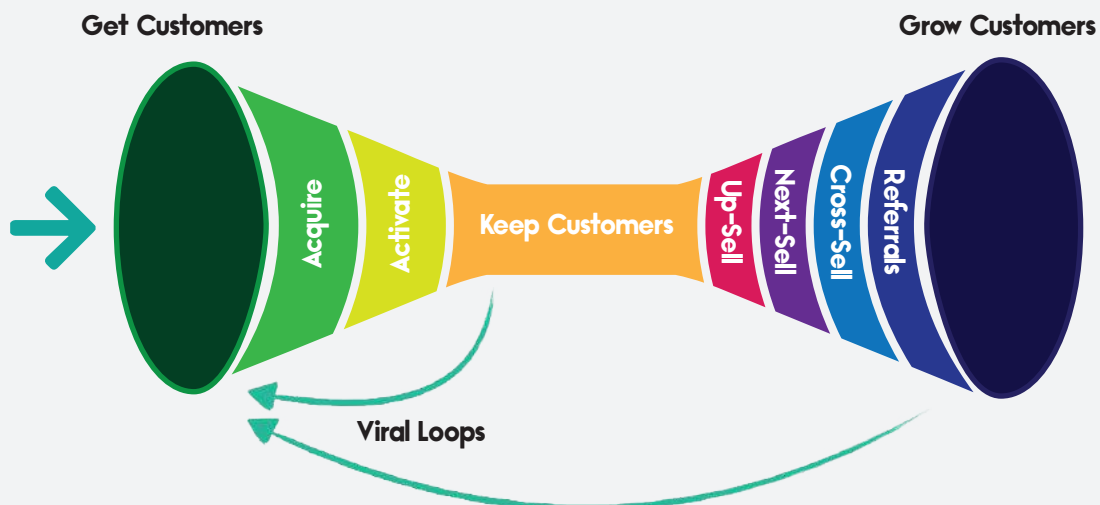 Get Customers
Grow Customers
Acquire
Activate
Keep Customers
Up-Sell
Next-Sell
Cross-Sell
Referrals
Viral Loops